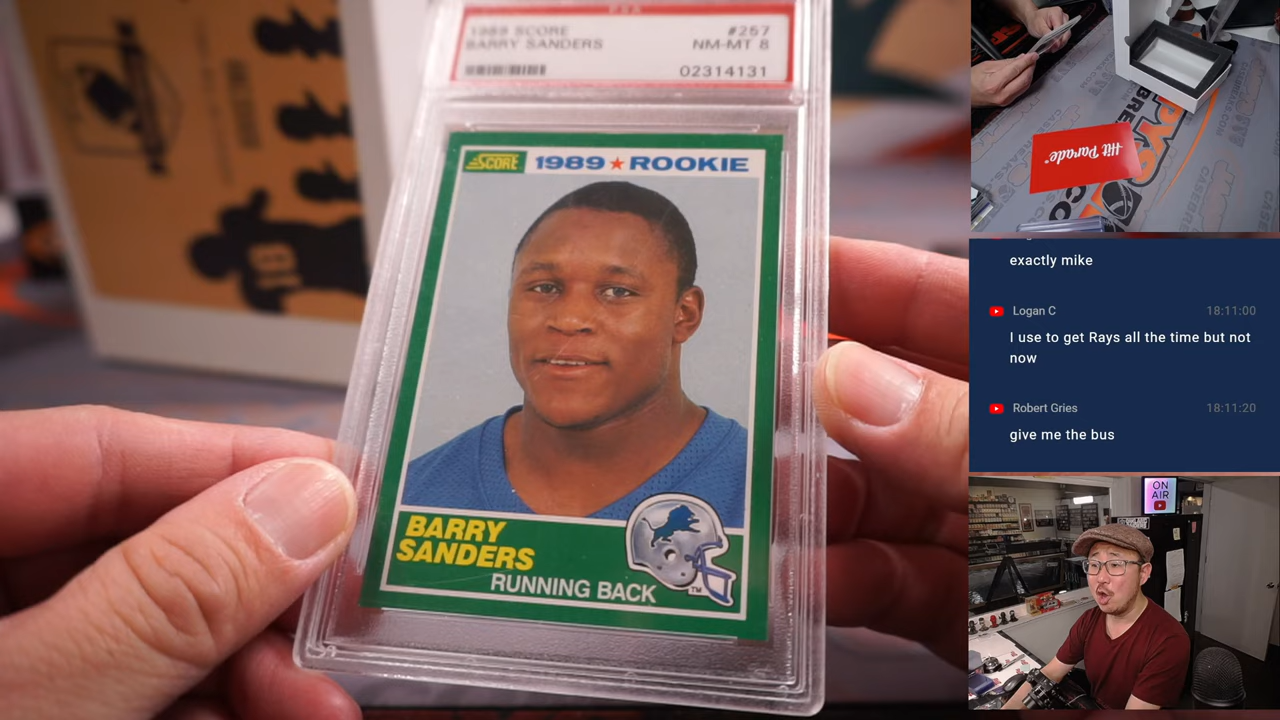 PSA
1989 SCORE #257
BARRY SANDERS NM-MT 8
02314131
SCORE 1989 ★ ROOKIE
BARRY
SANDERS
RUNNING BACK
TM
Hit Parade
exactly mike
Logan C 18:11:00
I use to get Rays all the time but not
now
Robert Gries 18:11:20
give me the bus
ON
AIR